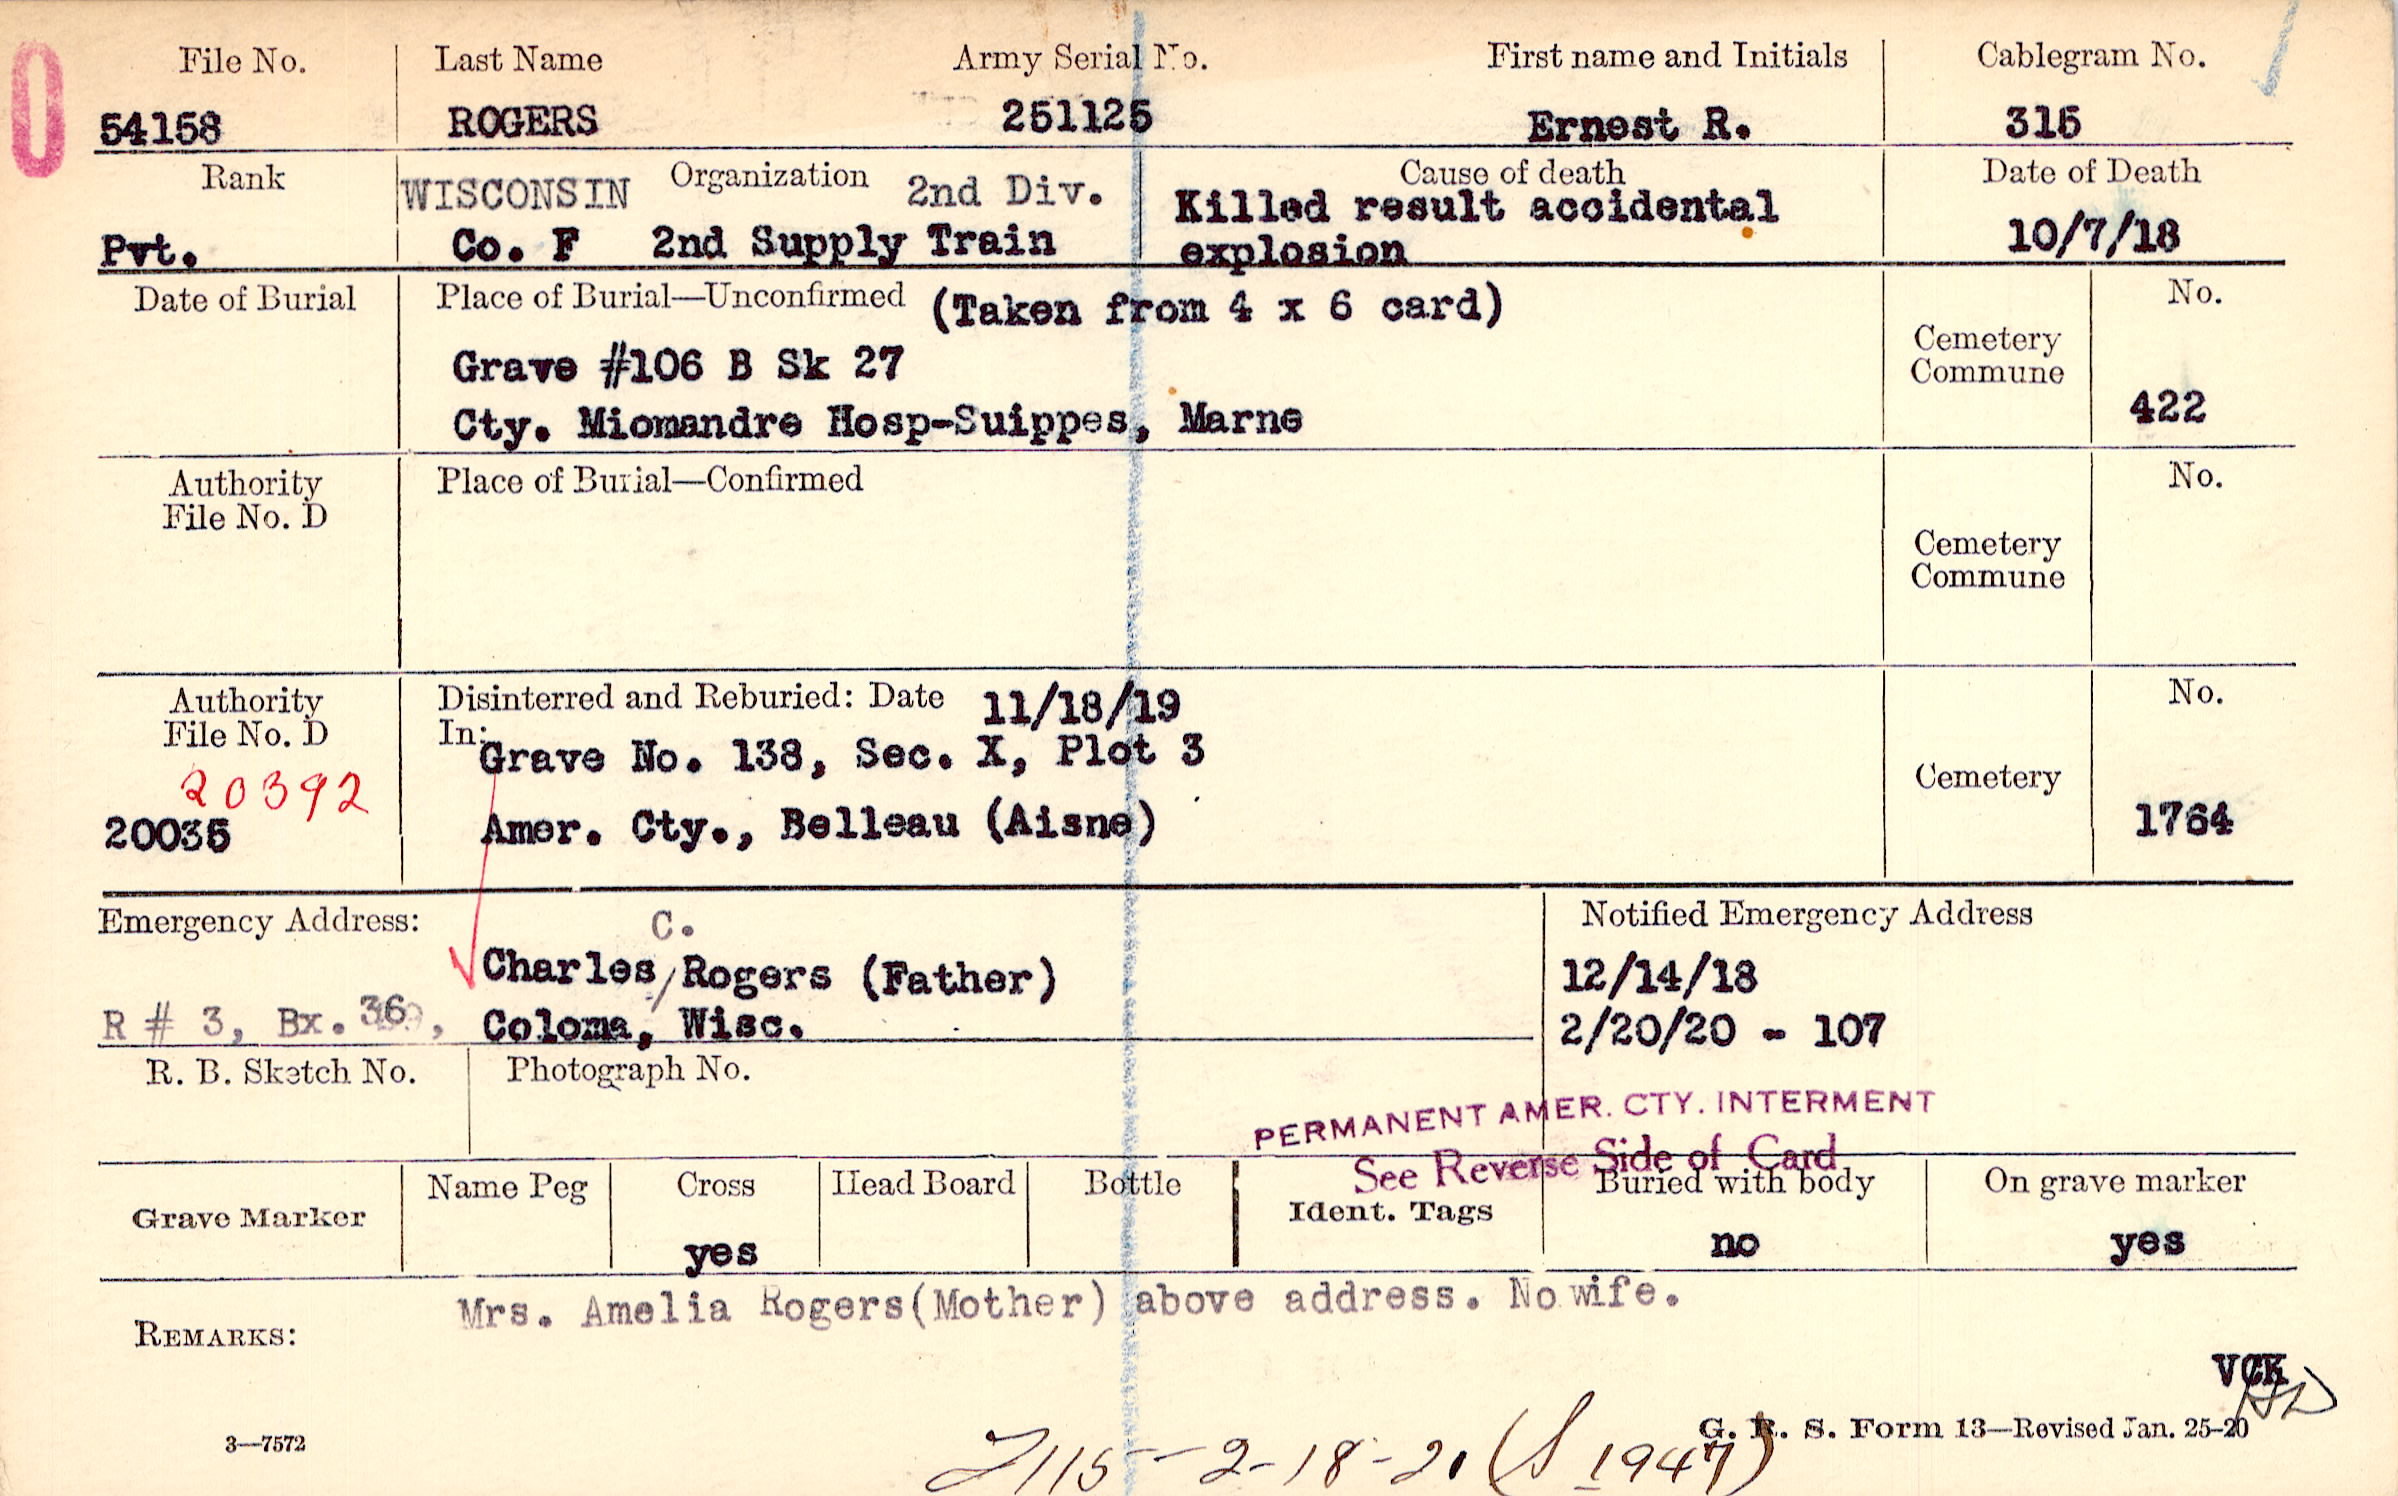 File No. Last Name Army Serial No. First name and Initials Cablegram No.
54158 ROGERS 251125 Ernest R. 315
Rank WISCONSIN Organization 2nd Div. Cause of death Date of Death
Pvt. Co. F 2nd Supply Train Killed result accidental 10/7/18
explosion
Date of Burial Place of Burial—Unconfirmed (Taken from 4 x 6 card) No.
Grave #106 B Sk 27 Cemetery
Commune
Cty. Miomandre Hosp-Suippes, Marne 422
Authority Place of Burial—Confirmed No.
File No. D
Cemetery
Commune
Authority Disinterred and Reburied: Date 11/18/19 No.
File No. D In: Grave No. 138, Sec. X, Plot 3
20392 Cemetery
20035 Amer. Cty., Belleau (Aisne) 1764
Emergency Address: C. Notified Emergency Address
Charles/Rogers (Father) 12/14/18
R # 3, Bx. 36, Coloma, Wisc. 2/20/20 - 107
R. B. Sketch No. Photograph No.
PERMANENT AMER. CTY. INTERMENT
See Reverse Side of Card
Grave Marker Name Peg Cross Head Board Bottle Ident. Tags Buried with body On grave marker
yes no yes
Mrs. Amelia Rogers(Mother) above address. No wife.
REMARKS:
VCK
3—7572 G. R. S. Form 13—Revised Jan. 25-20
2-18-21 (S 1947)